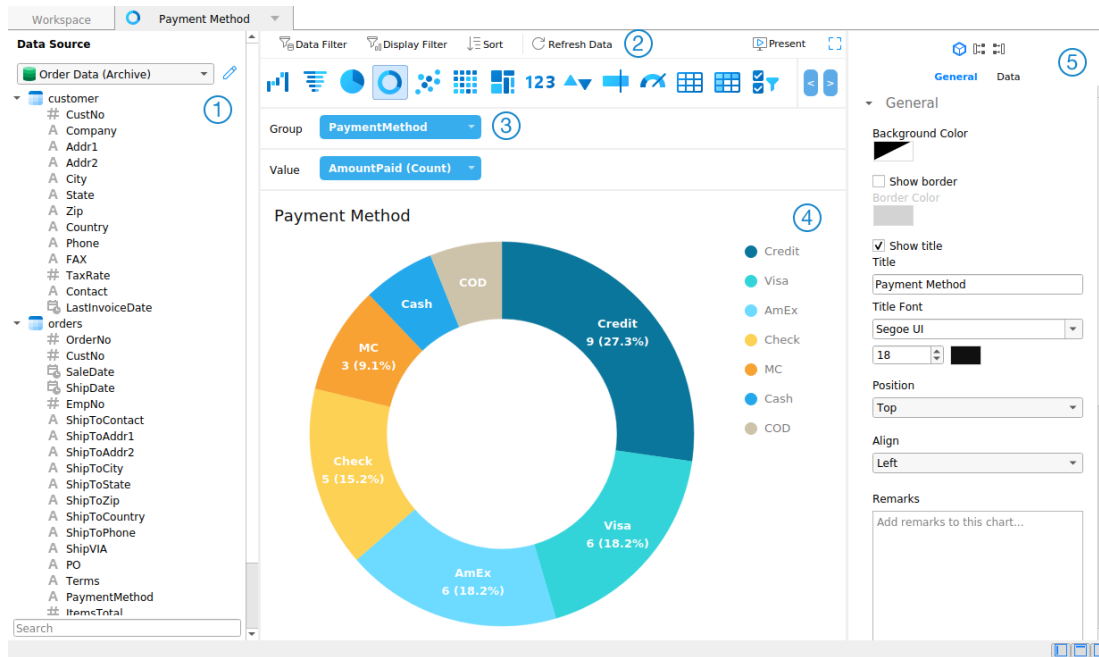 Workspace
Payment Method
Data Source
Order Data (Archive)
1
customer
# CustNo
A Company
A Addr1
A Addr2
A City
A State
A Zip
A Country
A Phone
A FAX
# TaxRate
A Contact
LastInvoiceDate
orders
# OrderNo
# CustNo
SaleDate
ShipDate
# EmpNo
A ShipToContact
A ShipToAddr1
A ShipToAddr2
A ShipToCity
A ShipToState
A ShipToZip
A ShipToCountry
A ShipToPhone
A ShipVIA
A PO
A Terms
A PaymentMethod
# ItemsTotal
Search
Data Filter
Display Filter
Sort
Refresh Data
2
Present
123
< >
Group
PaymentMethod
3
Value
AmountPaid (Count)
Payment Method
4
COD
Cash
Credit
9 (27.3%)
MC
3 (9.1%)
Check
5 (15.2%)
Visa
6 (18.2%)
AmEx
6 (18.2%)
Credit
Visa
AmEx
Check
MC
Cash
COD
5
General
Data
General
Background Color
Show border
Border Color
Show title
Title
Payment Method
Title Font
Segoe UI
18
Position
Top
Align
Left
Remarks
Add remarks to this chart...